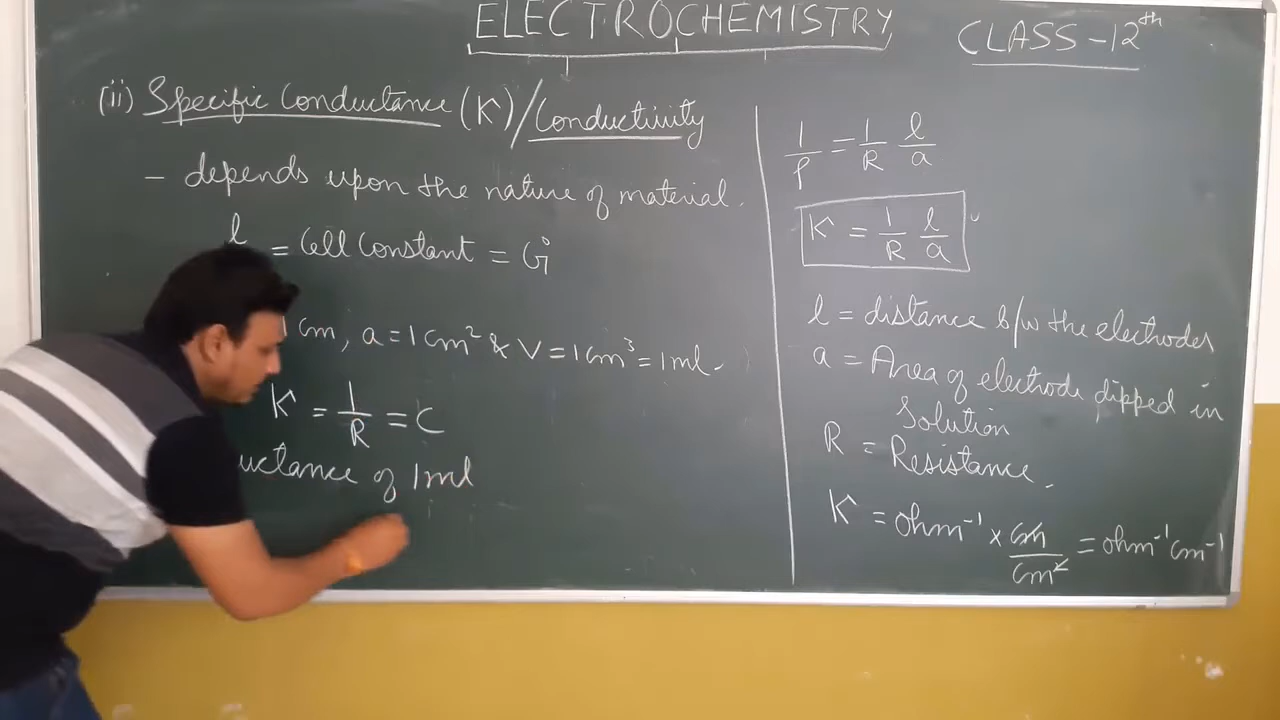 ELECTROCHEMISTRY
CLASS-12th
(ii) Specific Conductance (K)/Conductivity
- depends upon the nature of material.
l = Cell Constant = G°
1 cm, a = 1 cm² & V = 1 cm³ = 1 ml.
K = 1/R = C
uctance of 1ml
1/ρ = 1/R l/a
K = 1/R l/a
l = distance b/w the electrodes
a = Area of electrode dipped in
Solution
R = Resistance.
K = ohm⁻¹ × cm/cm² = ohm⁻¹ cm⁻¹